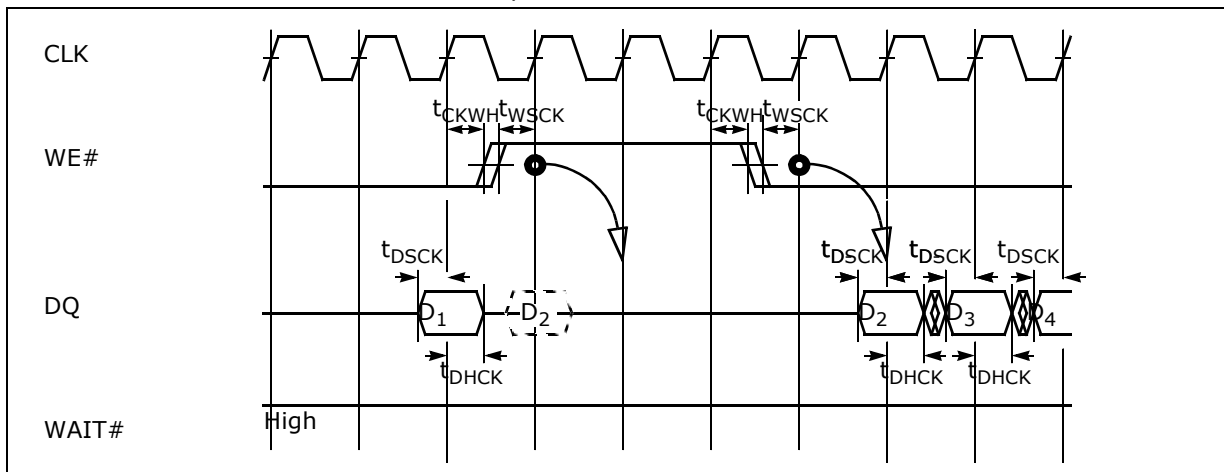 CLK
tCKWH tWSCK tCKWH tWSCK
WE#
tDSCK tDSCK tDSCK tDSCK
DQ D1 D2 D2 D3 D4
tDHCK tDHCK tDHCK
High
WAIT#